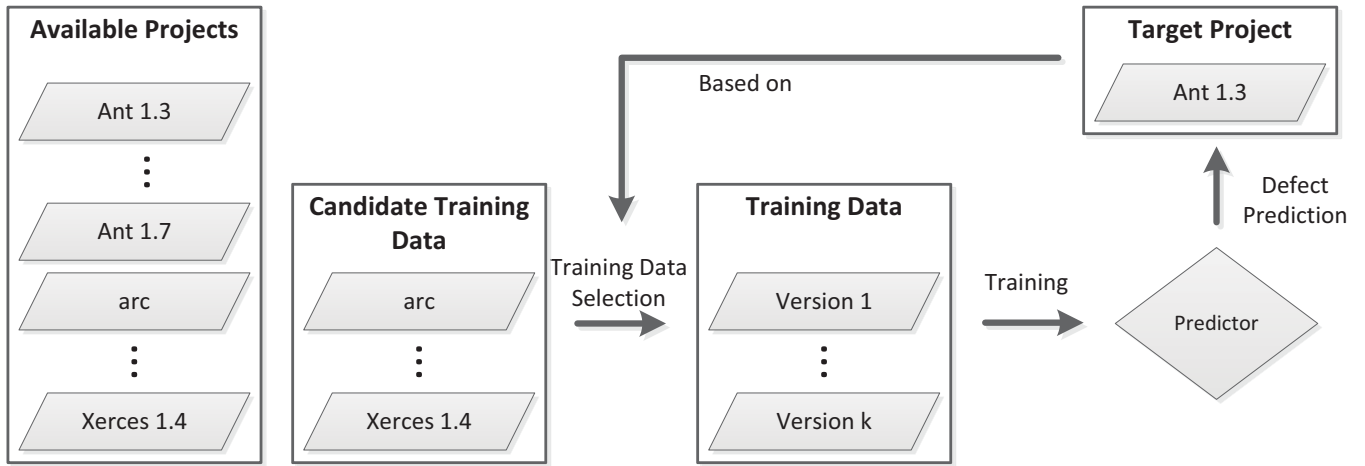 Available Projects
Ant 1.3
Ant 1.7
arc
Xerces 1.4
Candidate Training
Data
arc
Xerces 1.4
Based on
Training Data
Selection
Training Data
Version 1
Version k
Training
Target Project
Ant 1.3
Defect
Prediction
Predictor